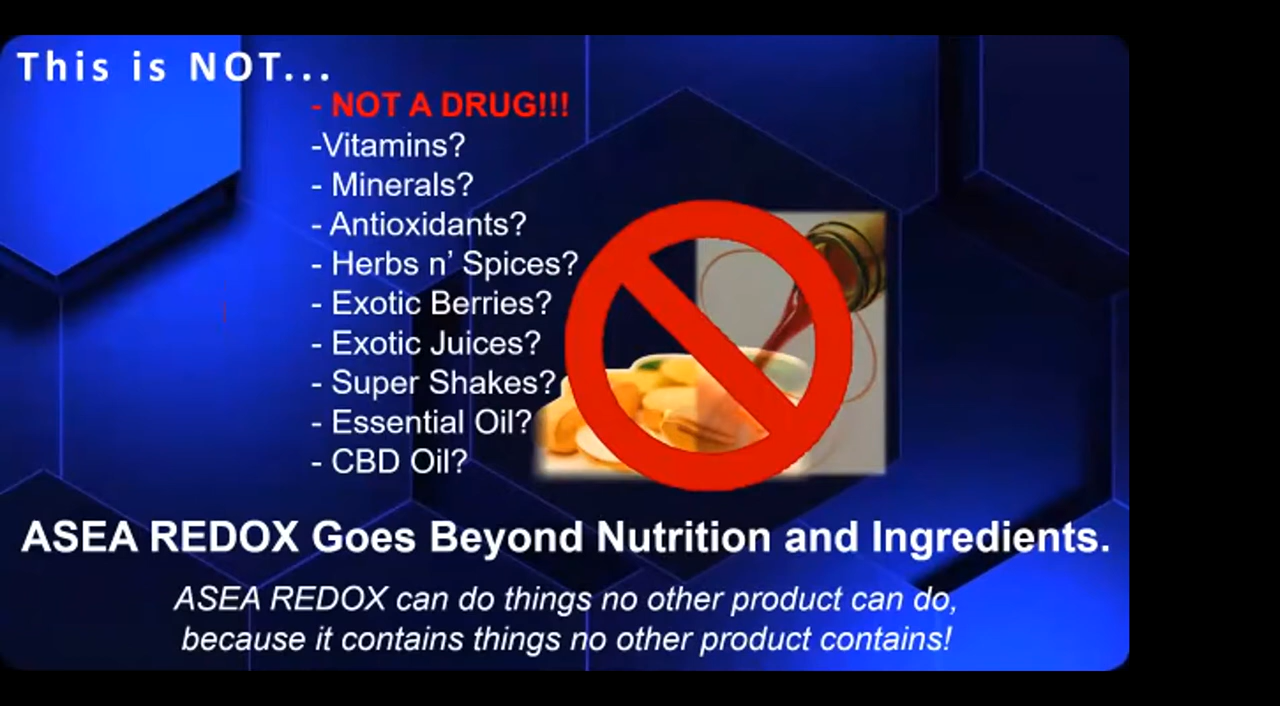 This is NOT...
- NOT A DRUG!!!
-Vitamins?
- Minerals?
- Antioxidants?
- Herbs n’ Spices?
- Exotic Berries?
- Exotic Juices?
- Super Shakes?
- Essential Oil?
- CBD Oil?
ASEA REDOX Goes Beyond Nutrition and Ingredients.
ASEA REDOX can do things no other product can do,
because it contains things no other product contains!